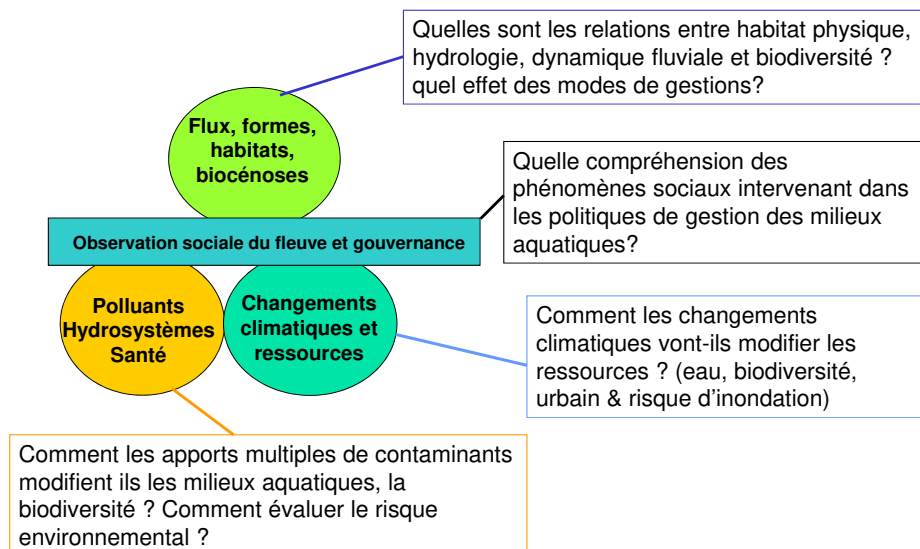 Quelles sont les relations entre habitat physique,
hydrologie, dynamique fluviale et biodiversité ?
quel effet des modes de gestions?
Flux, formes,
habitats,
biocénoses
Quelle compréhension des
phénomènes sociaux intervenant dans
les politiques de gestion des milieux
aquatiques?
Observation sociale du fleuve et gouvernance
Polluants
Hydrosystèmes
Santé
Changements
climatiques et
ressources
Comment les changements
climatiques vont-ils modifier les
ressources ? (eau, biodiversité,
urbain & risque d'inondation)
Comment les apports multiples de contaminants
modifient ils les milieux aquatiques, la
biodiversité ? Comment évaluer le risque
environnemental ?